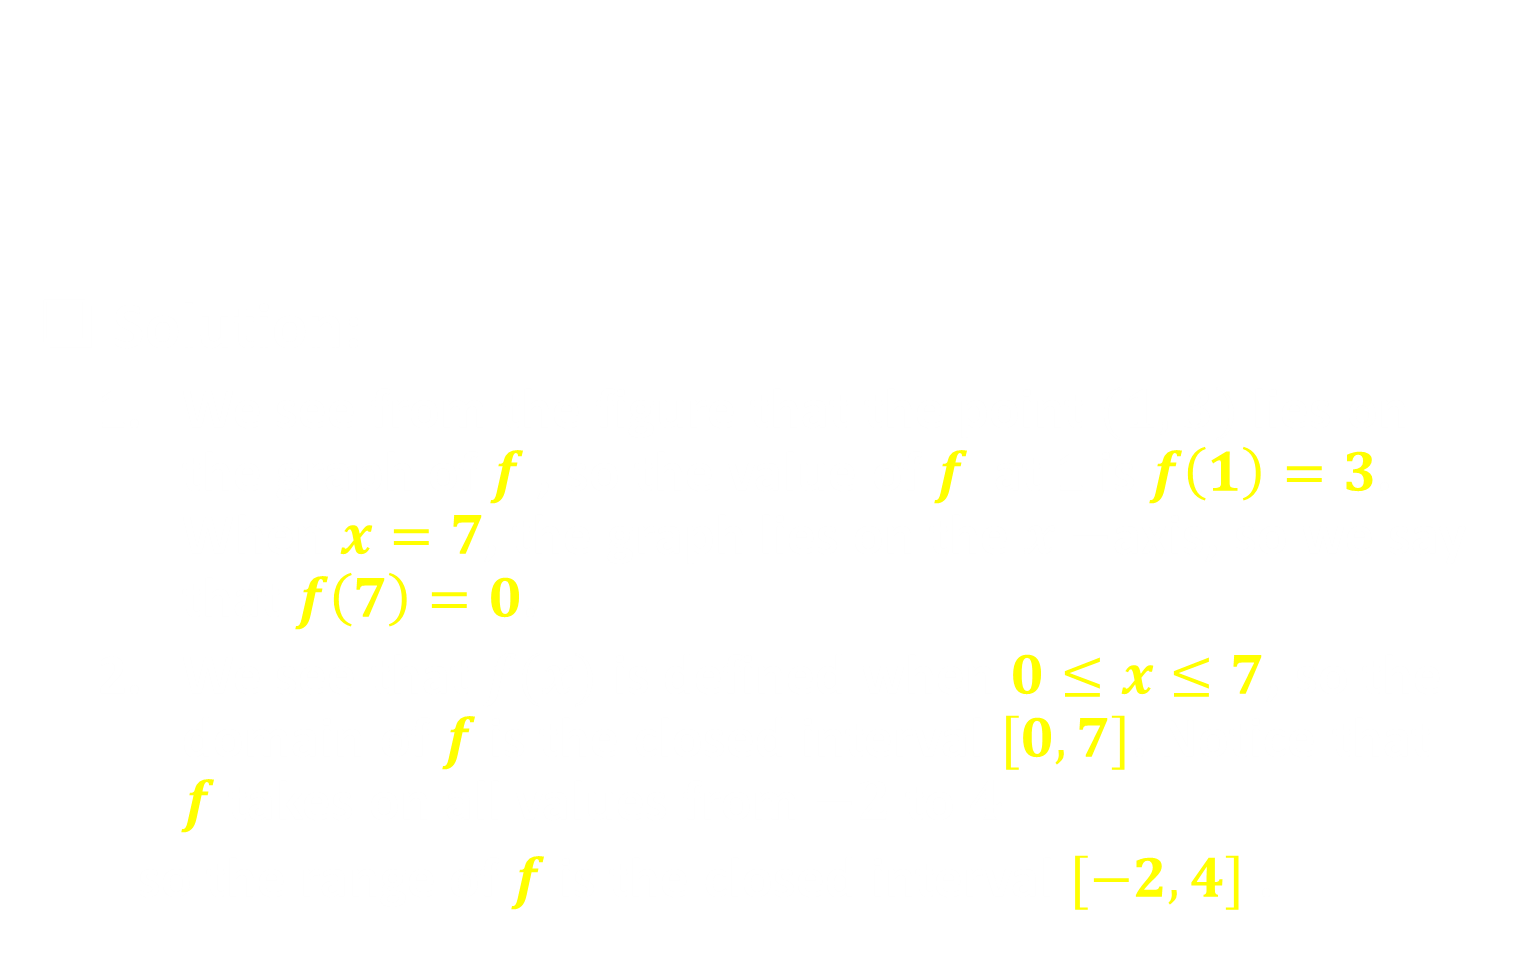 f f f(1) = 3
x = 7
f(7) = 0
0 ≤ x ≤ 7
f [0, 7]
f
f [−2, 4]